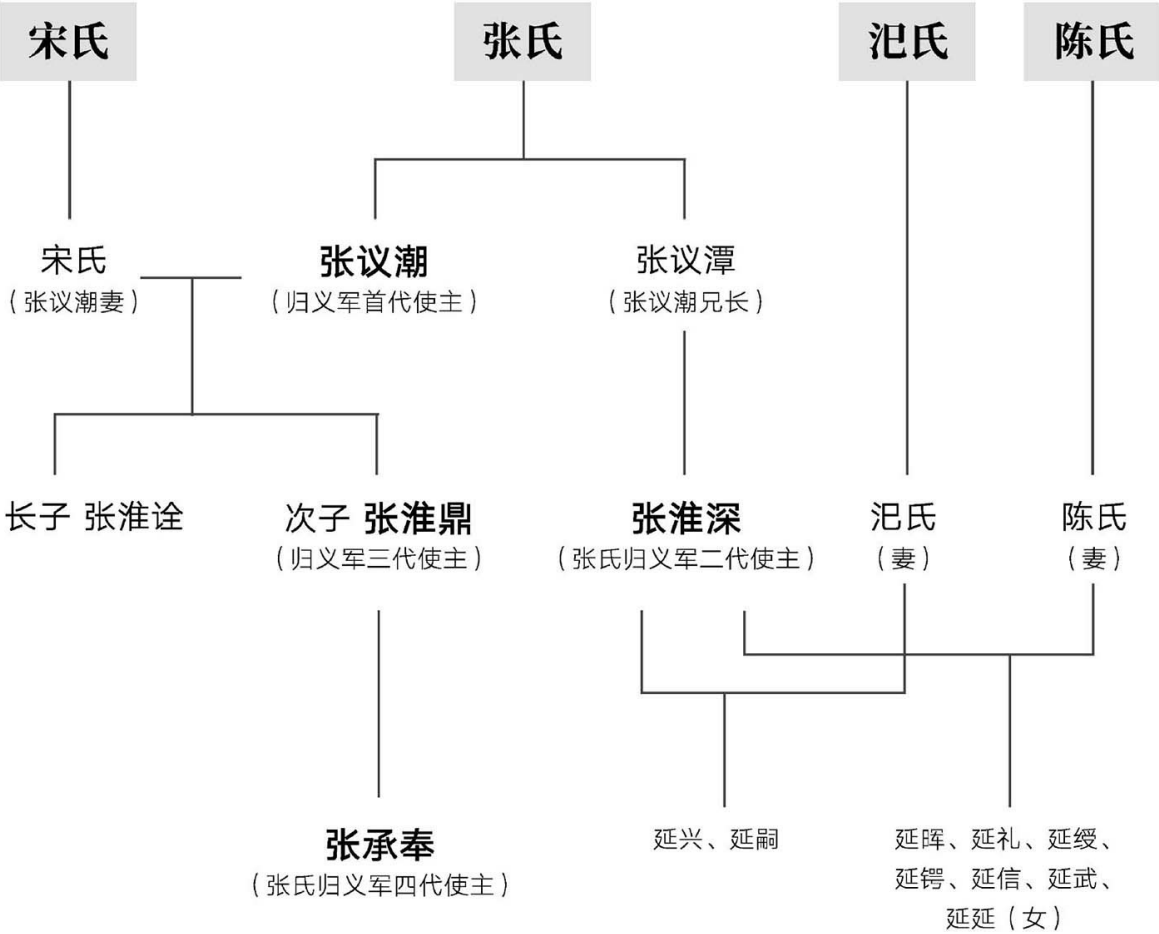 宋氏 张氏 汜氏 陈氏
宋氏 张议潮 张议潭
（张议潮妻） （归义军首代使主） （张议潮兄长）
长子 张淮诠 次子 张淮鼎 张淮深 汜氏 陈氏
（归义军三代使主） （张氏归义军二代使主） （妻） （妻）
张承奉 延兴、延嗣 延晖、延礼、延绶、
（张氏归义军四代使主） 延锷、延信、延武、
延延（女）